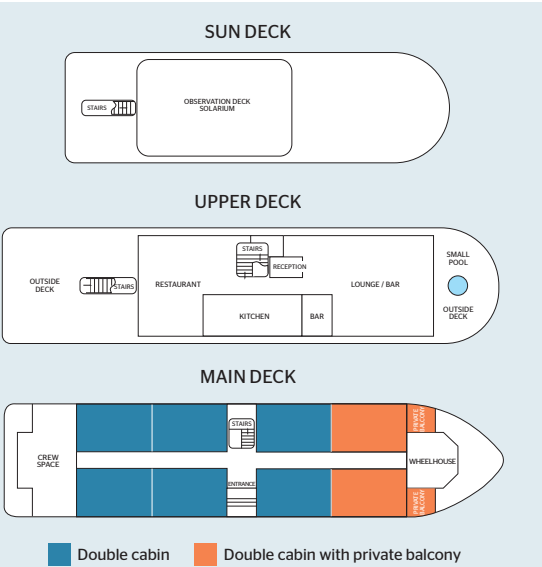 SUN DECK
STAIRS
OBSERVATION DECK
SOLARIUM
UPPER DECK
OUTSIDE
DECK
STAIRS
RESTAURANT
STAIRS
RECEPTION
KITCHEN
BAR
LOUNGE / BAR
SMALL
POOL
OUTSIDE
DECK
MAIN DECK
CREW
SPACE
STAIRS
ENTRANCE
PRIVATE
BALCONY
WHEELHOUSE
PRIVATE
BALCONY
Double cabin
Double cabin with private balcony